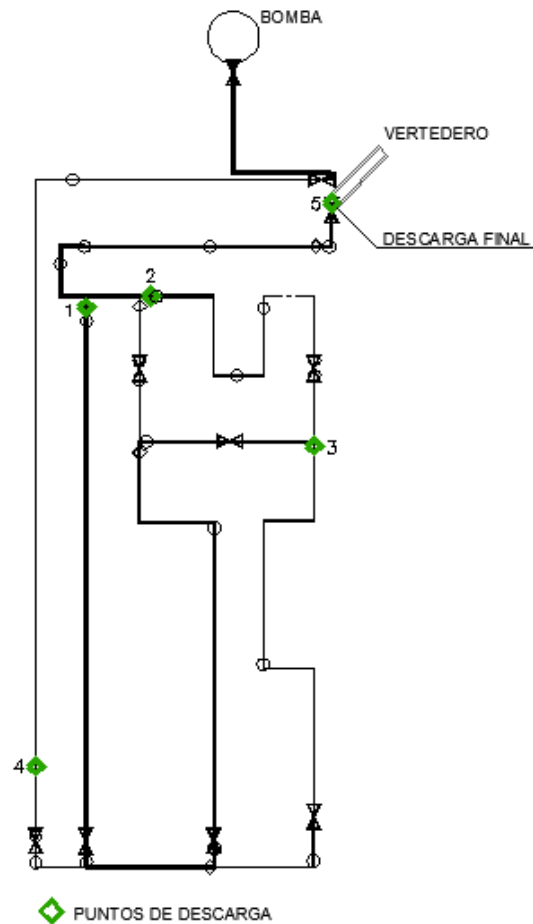 BOMBA
VERTEDERO
5
DESCARGA FINAL
2
1
3
4
PUNTOS DE DESCARGA